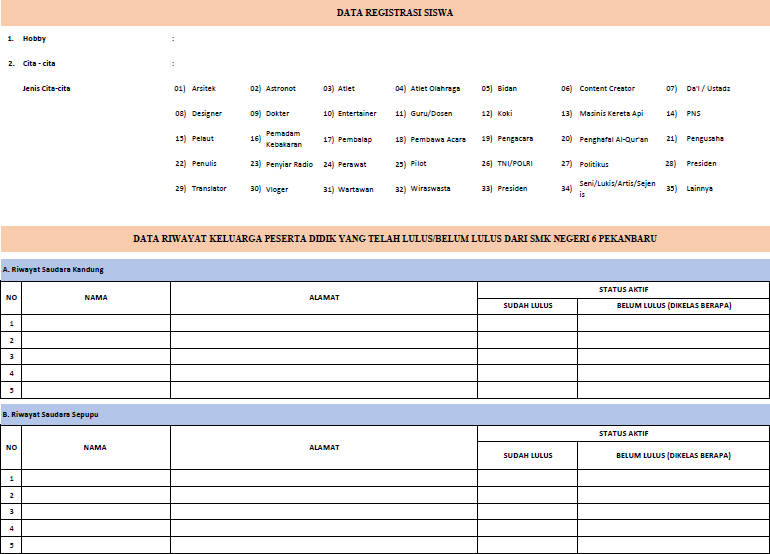 DATA REGISTRASI SISWA
1. Hobby :
2. Cita - cita :
Jenis Cita-cita 01) Arsitek 02) Astronot 03) Atlet 04) Atlet Olahraga 05) Bidan 06) Content Creator 07) Da'i / Ustadz
08) Designer 09) Dokter 10) Entertainer 11) Guru/Dosen 12) Koki 13) Masinis Kereta Api 14) PNS
15) Pelaut 16) Pemadam Kebakaran 17) Pembalap 18) Pembawa Acara 19) Pengacara 20) Penghafal Al-Qur'an 21) Pengusaha
22) Penulis 23) Penyiar Radio 24) Perawat 25) Pilot 26) TNI/POLRI 27) Politikus 28) Presiden
29) Translator 30) Vloger 31) Wartawan 32) Wiraswasta 33) Presiden 34) Seni/Lukis/Artis/Sejenis 35) Lainnya
DATA RIWAYAT KELUARGA PESERTA DIDIK YANG TELAH LULUS/BELUM LULUS DARI SMK NEGERI 6 PEKANBARU
A. Riwayat Saudara Kandung
NO NAMA ALAMAT STATUS AKTIF
SUDAH LULUS BELUM LULUS (DIKELAS BERAPA)
1
2
3
4
5
B. Riwayat Saudara Sepupu
NO NAMA ALAMAT STATUS AKTIF
SUDAH LULUS BELUM LULUS (DIKELAS BERAPA)
1
2
3
4
5